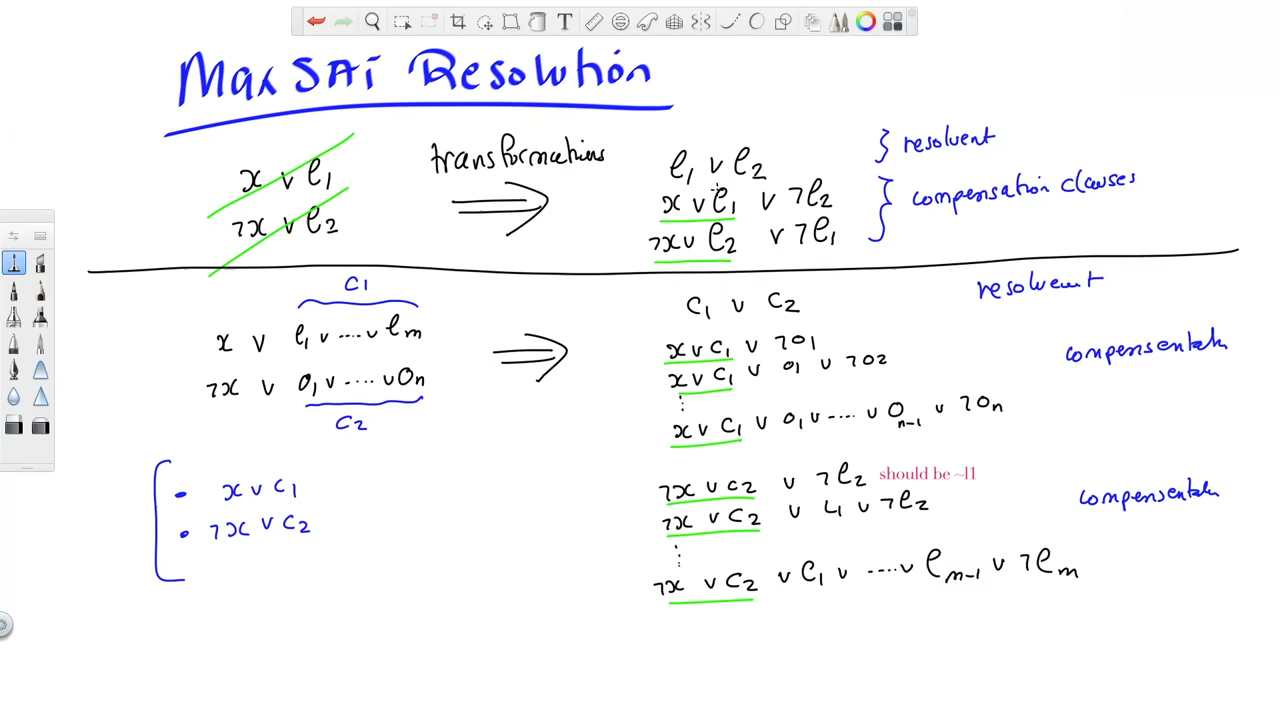 MaxSAT Resolution
x ∨ l1
¬x ∨ l2
transformations
l1 ∨ l2
x ∨ l1 ∨ ¬l2
¬x ∨ l2 ∨ ¬l1
} resolvent
} compensation clauses
C1
x ∨ l1 ∨ .... ∨ lm
¬x ∨ o1 ∨ .... ∨ on
C2
C1 ∨ C2
resolvent
x ∨ C1 ∨ ¬o1
x ∨ C1 ∨ o1 ∨ ¬o2
⋮
x ∨ C1 ∨ o1 ∨ .... ∨ on-1 ∨ ¬on
compensentah
• x ∨ C1
• ¬x ∨ C2
¬x ∨ C2 ∨ ¬l2 should be ~l1
¬x ∨ C2 ∨ l1 ∨ ¬l2
⋮
¬x ∨ C2 ∨ l1 ∨ .... ∨ lm-1 ∨ ¬lm
compensentah
T